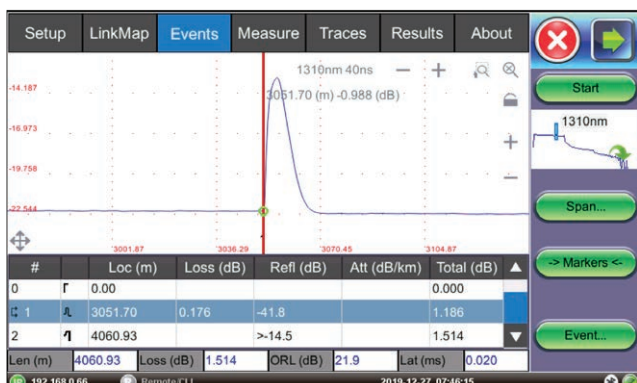 Setup LinkMap Events Measure Traces Results About
1310nm 40ns
3051.70 (m) -0.988 (dB)
-14.187
-16.973
-19.758
-22.544
3001.87 3036.29 3070.45 3104.87
# Loc (m) Loss (dB) Refl (dB) Att (dB/km) Total (dB)
0 0.00 0.000
1 3051.70 0.176 -41.8 1.186
2 4060.93 >-14.5 1.514
Len (m) 4060.93 Loss (dB) 1.514 ORL (dB) 21.9 Lat (ms) 0.020
192.168.0.66 Remote/CLI 2019-12-27 07:46:15
Start
1310nm
Span...
-> Markers <-
Event...